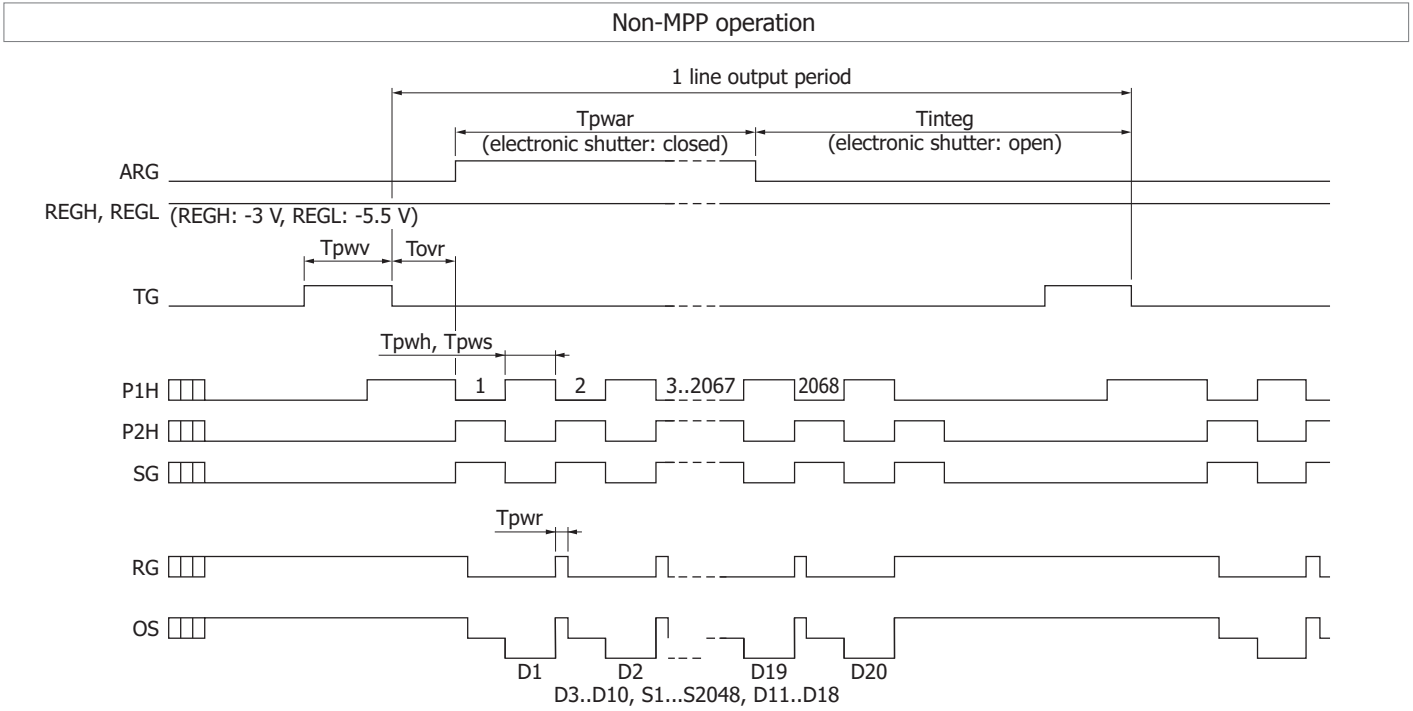 Non-MPP operation
1 line output period
Tpwar
(electronic shutter: closed)
Tinteg
(electronic shutter: open)
ARG
REGH, REGL (REGH: -3 V, REGL: -5.5 V)
Tpwv
Tovr
TG
Tpwh, Tpws
P1H
1
2
3..2067
2068
P2H
SG
Tpwr
RG
OS
D1
D2
D19
D20
D3..D10, S1...S2048, D11..D18